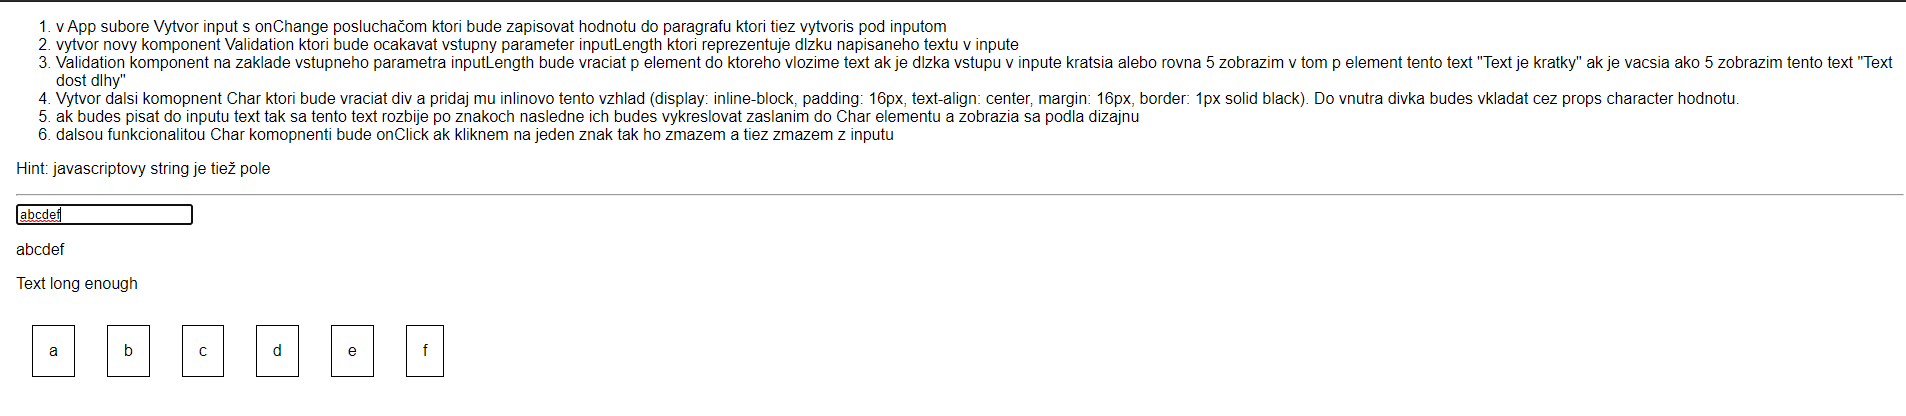 1. v App subore Vytvor input s onChange posluchačom ktori bude zapisovat hodnotu do paragrafu ktori tiez vytvoris pod inputom
2. vytvor novy komponent Validation ktori bude ocakavat vstupny parameter inputLength ktori reprezentuje dlzku napisaneho textu v inpute
3. Validation komponent na zaklade vstupneho parametra inputLength bude vraciat p element do ktoreho vlozime text ak je dlzka vstupu v inpute kratsia alebo rovna 5 zobrazim v tom p element tento text "Text je kratky" ak je vacsia ako 5 zobrazim tento text "Text
dost dlhy"
4. Vytvor dalsi komopnent Char ktori bude vraciat div a pridaj mu inlinovo tento vzhlad (display: inline-block, padding: 16px, text-align: center, margin: 16px, border: 1px solid black). Do vnutra divka budes vkladat cez props character hodnotu.
5. ak budes pisat do inputu text tak sa tento text rozbije po znakoch nasledne ich budes vykreslovat zaslanim do Char elementu a zobrazia sa podla dizajnu
6. dalsou funkcionalitou Char komopnenti bude onClick ak kliknem na jeden znak tak ho zmazem a tiez zmazem z inputu
Hint: javascriptovy string je tiež pole
abcdef
abcdef
Text long enough
a b c d e f